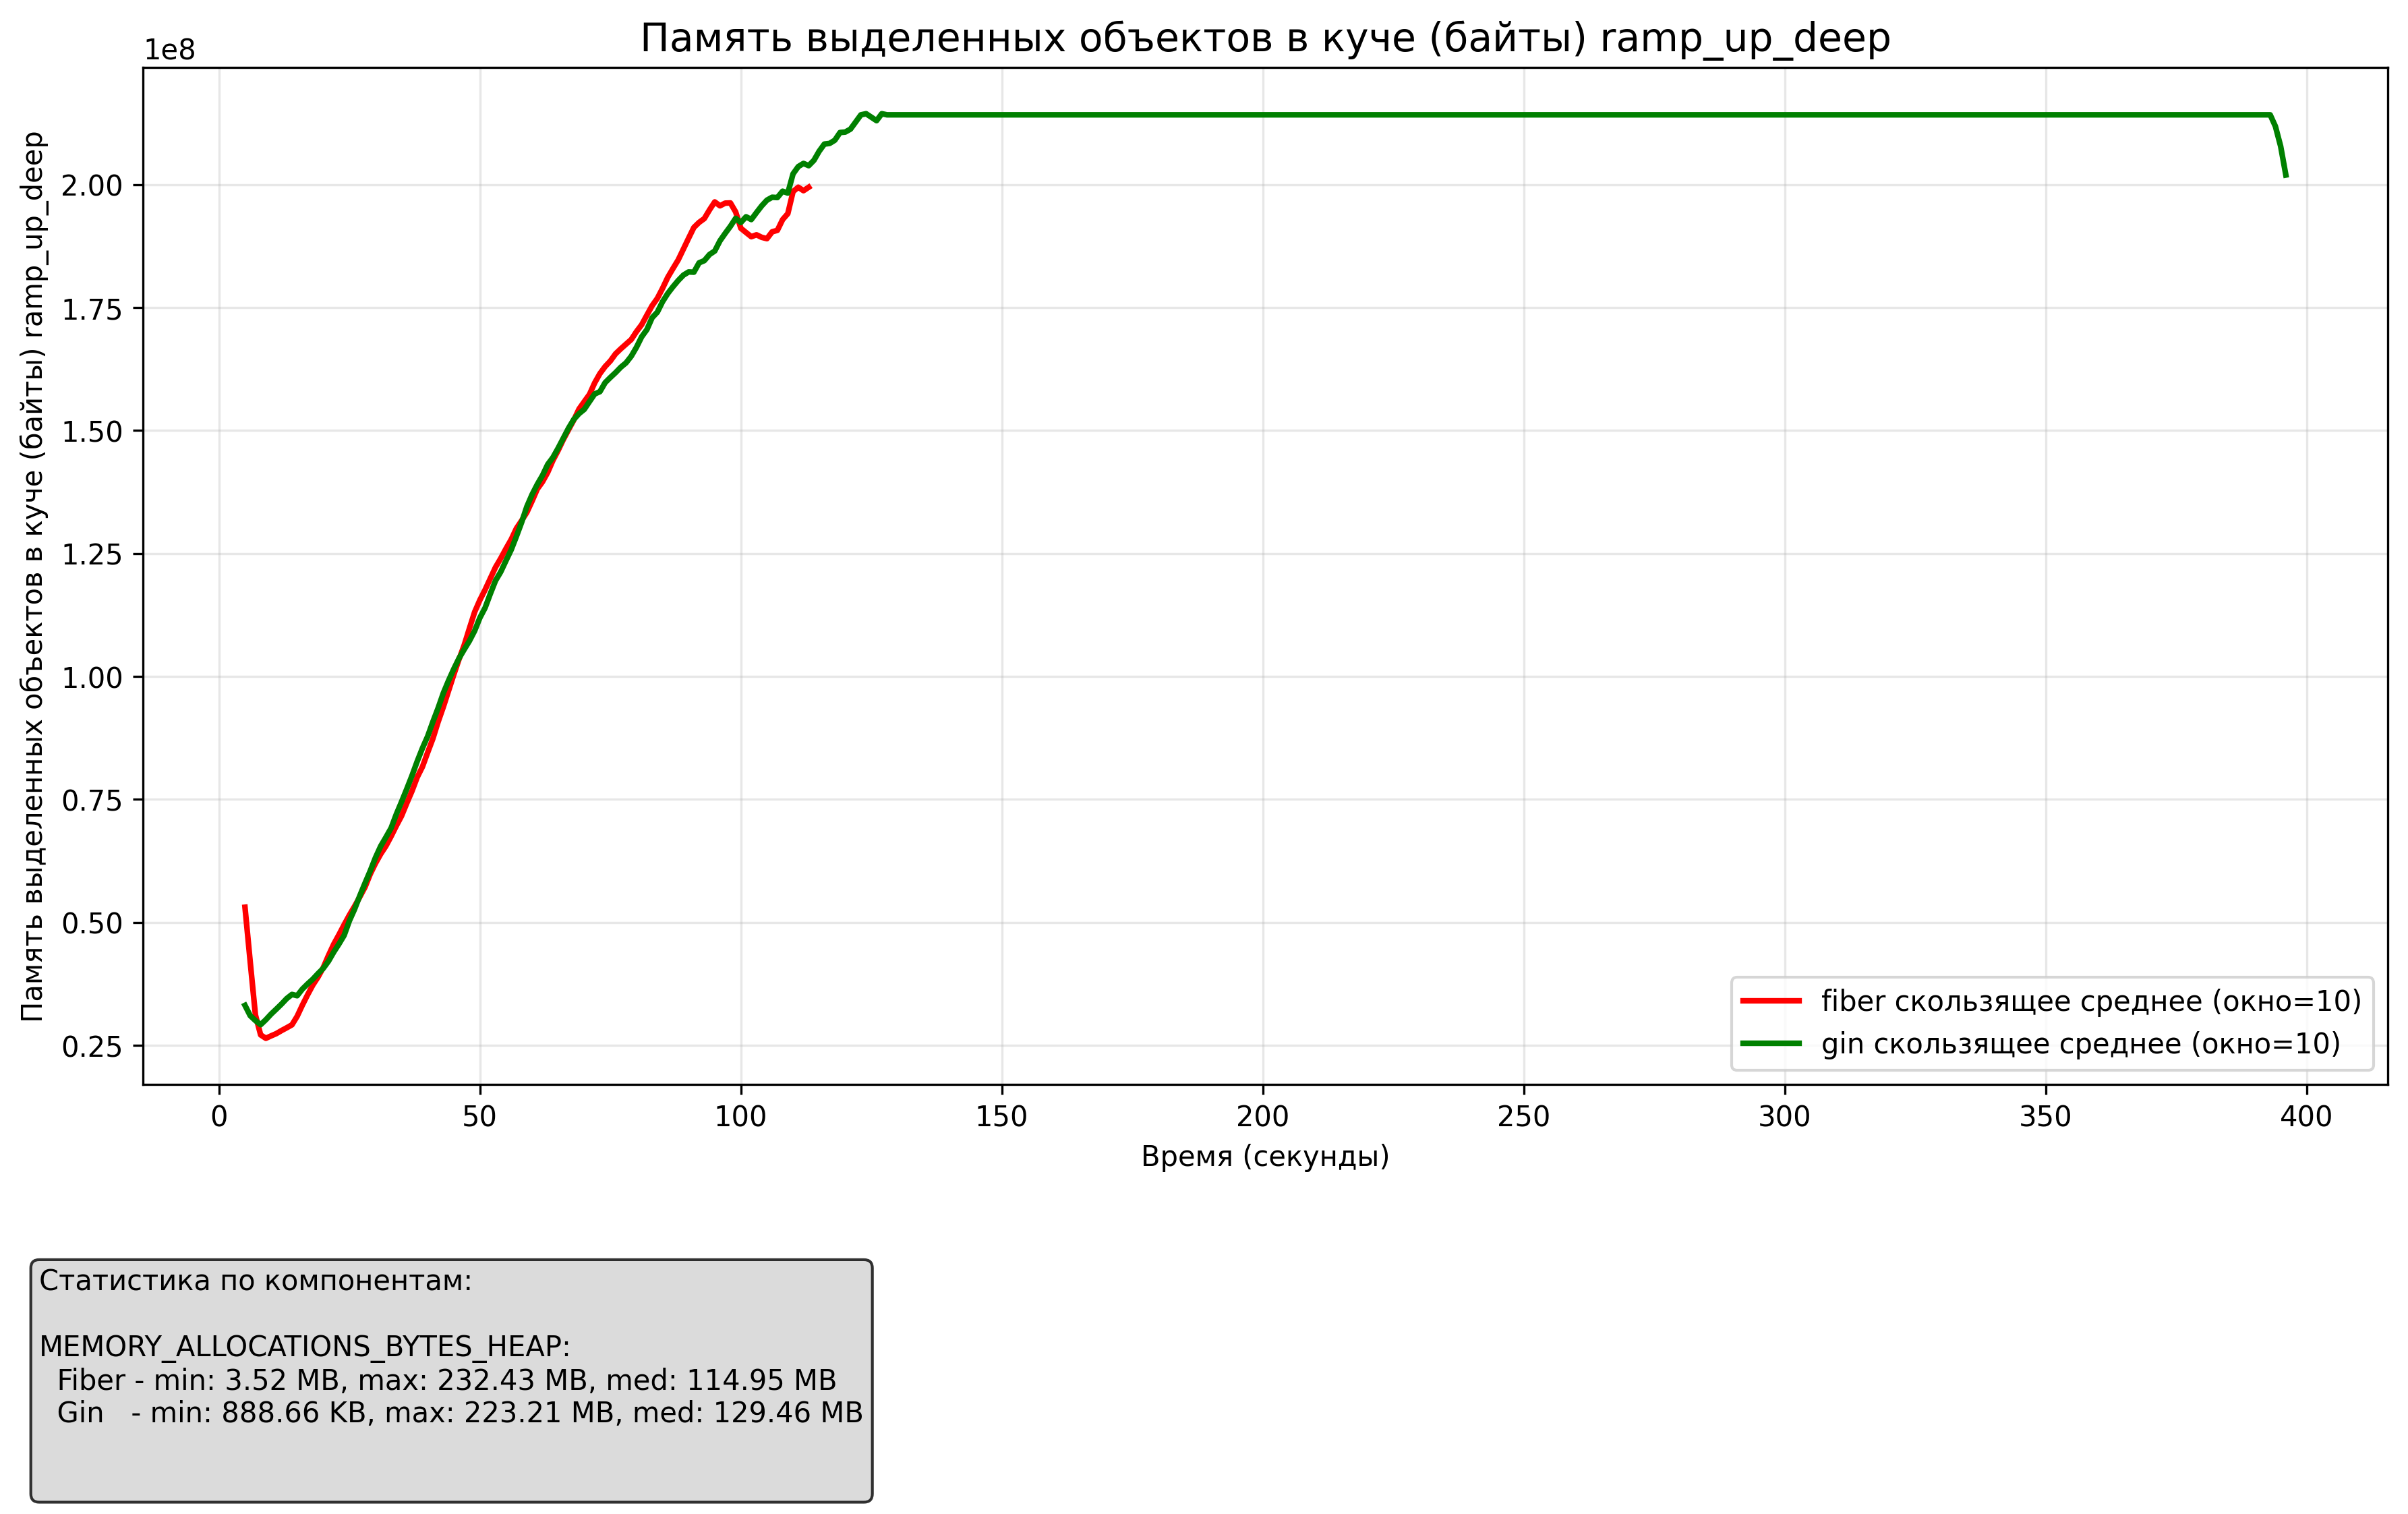 Память выделенных объектов в куче (байты) ramp_up_deep
1e8
Память выделенных объектов в куче (байты) ramp_up_deep
2.00
1.75
1.50
1.25
1.00
0.75
0.50
0.25
fiber скользящее среднее (окно=10)
gin скользящее среднее (окно=10)
0 50 100 150 200 250 300 350 400
Время (секунды)
Статистика по компонентам:
MEMORY_ALLOCATIONS_BYTES_HEAP:
Fiber - min: 3.52 MB, max: 232.43 MB, med: 114.95 MB
Gin - min: 888.66 KB, max: 223.21 MB, med: 129.46 MB